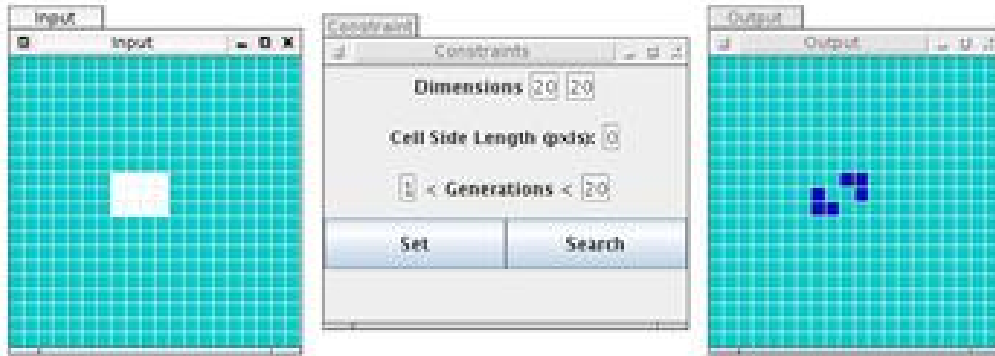 Input
Input
Constraint
Constraints
Dimensions 20 20
Cell Side Length (pxls): 0
1 < Generations < 20
Set Search
Output
Output